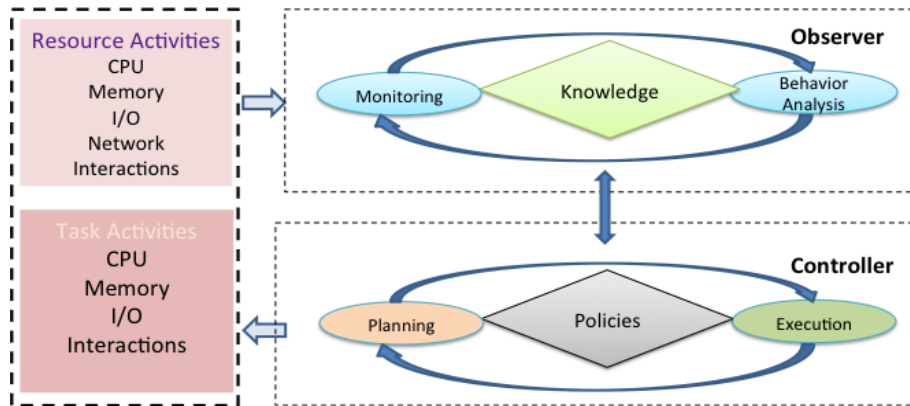 Resource Activities
CPU
Memory
I/O
Network
Interactions
Task Activities
CPU
Memory
I/O
Interactions
Observer
Monitoring
Knowledge
Behavior
Analysis
Controller
Planning
Policies
Execution